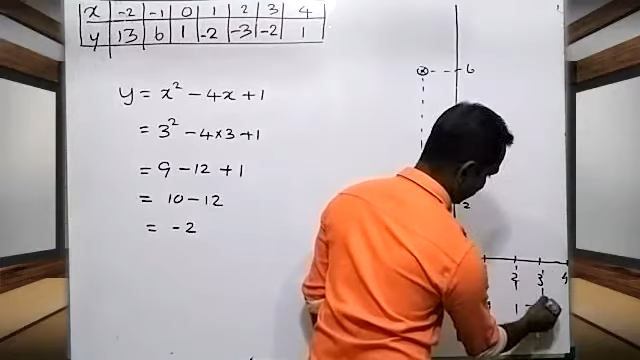 x -2 -1 0 1 2 3 4
y 13 6 1 -2 -3 -2 1
y = x² - 4x + 1
= 3² - 4×3 + 1
= 9 - 12 + 1
= 10 - 12
= -2
6
2
2 3 4